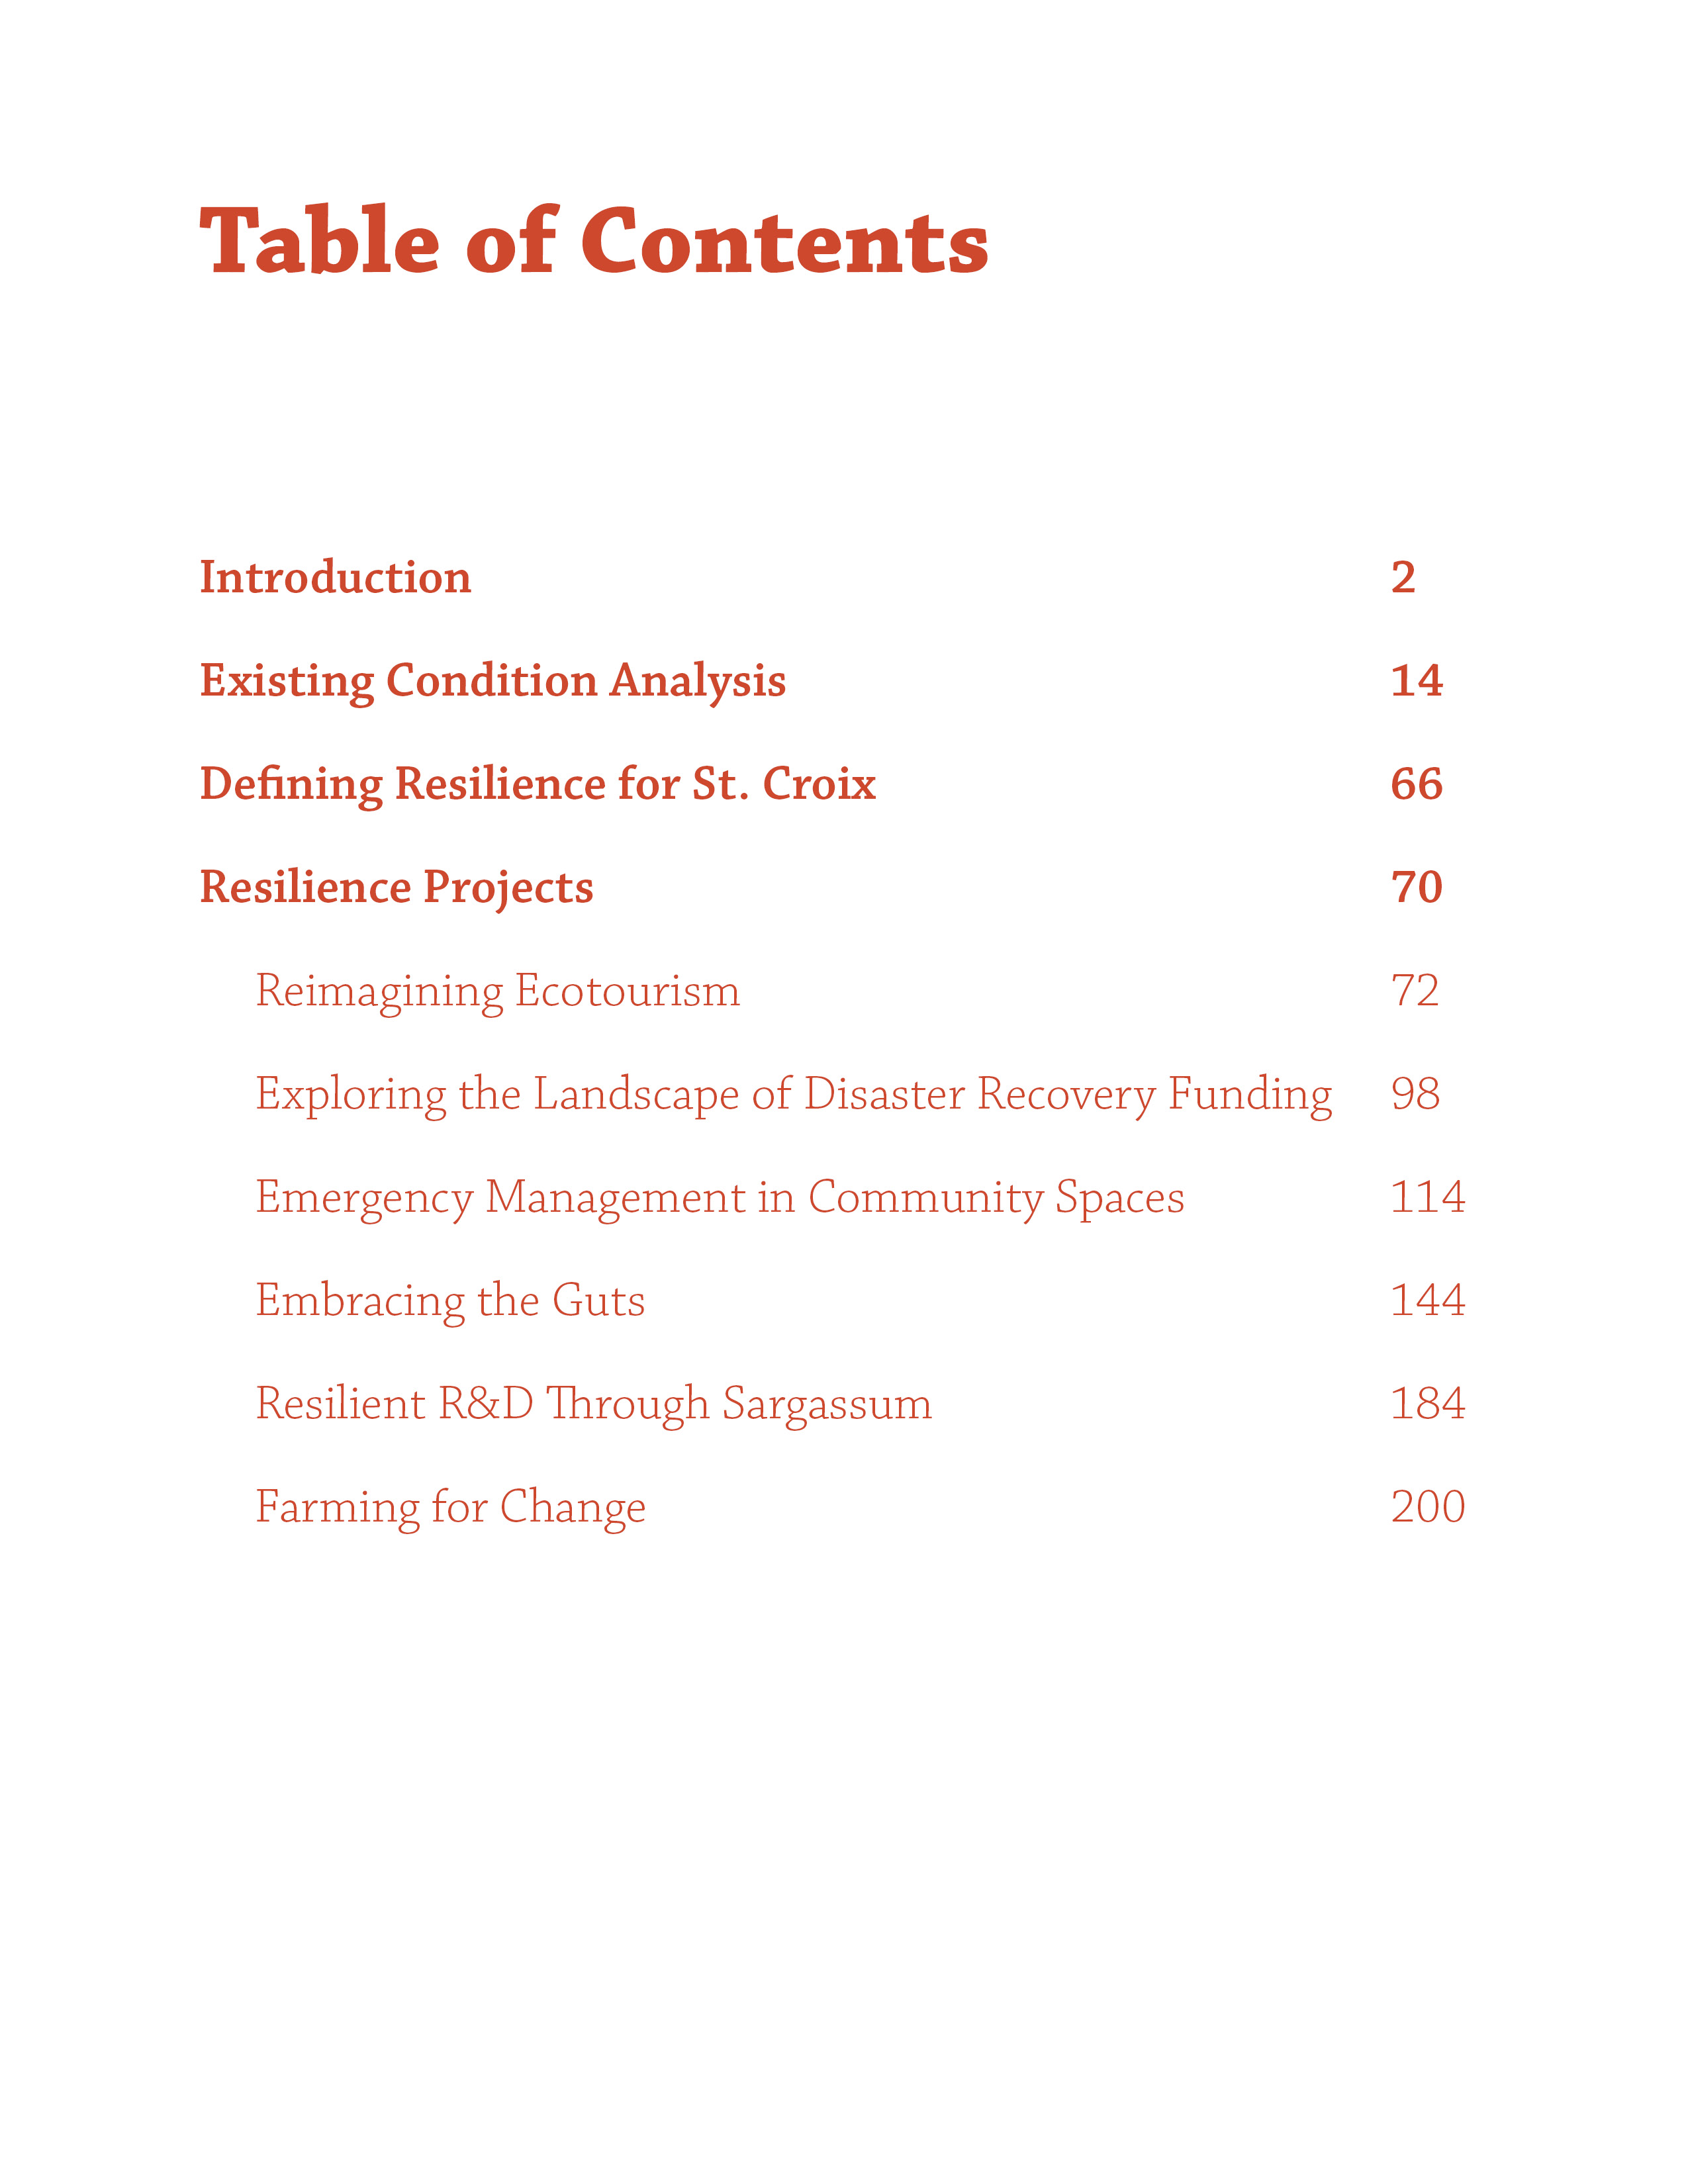 Table of Contents
Introduction 2
Existing Condition Analysis 14
Defining Resilience for St. Croix 66
Resilience Projects 70
Reimagining Ecotourism 72
Exploring the Landscape of Disaster Recovery Funding 98
Emergency Management in Community Spaces 114
Embracing the Guts 144
Resilient R&D Through Sargassum 184
Farming for Change 200